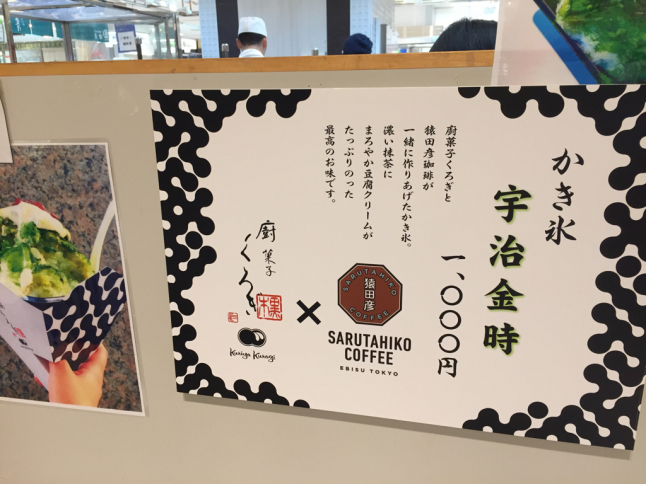 かき氷
宇治金時
一、〇〇〇円
廚菓子くろぎと
猿田彦珈琲が
一緒に作りあげたかき氷。
濃い抹茶に
まろやか豆腐クリームが
たっぷりのった
最高のお味です。
廚菓子
くろぎ
Kuriya Kurogi
×
SARUTAHIKO
猿田彦
COFFEE
SARUTAHIKO
COFFEE
EBISU TOKYO